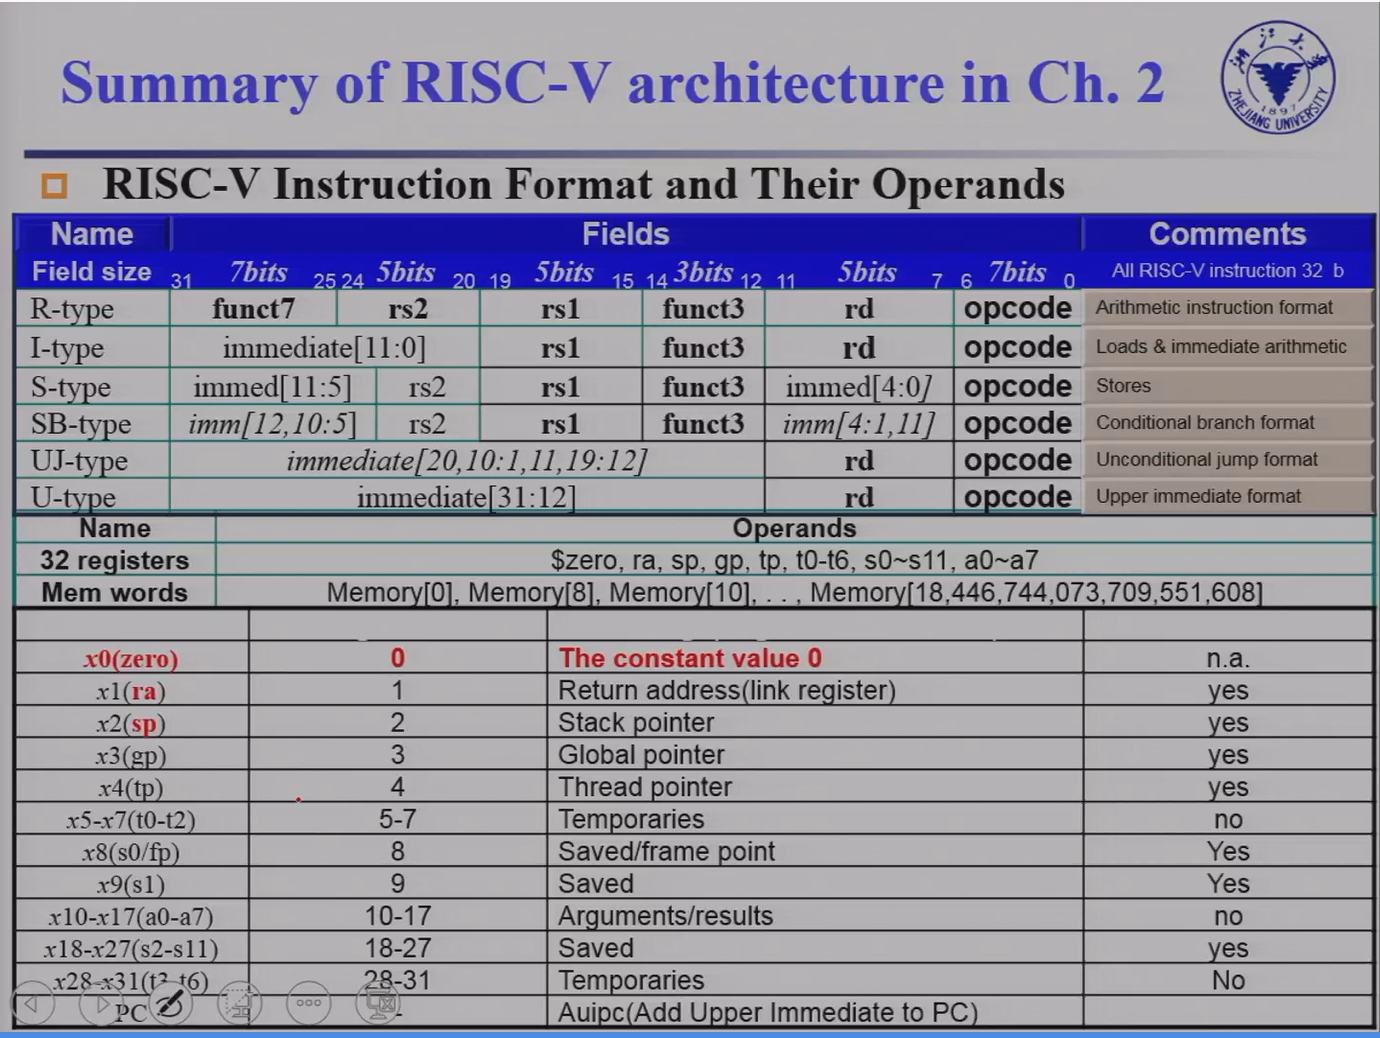 Summary of RISC-V architecture in Ch. 2
ZHEJIANG UNIVERSITY
1897
RISC-V Instruction Format and Their Operands
Name Fields Comments
Field size 31 7bits 25 24 5bits 20 19 5bits 15 14 3bits 12 11 5bits 7 6 7bits 0 All RISC-V instruction 32 b
R-type funct7 rs2 rs1 funct3 rd opcode Arithmetic instruction format
I-type immediate[11:0] rs1 funct3 rd opcode Loads & immediate arithmetic
S-type immed[11:5] rs2 rs1 funct3 immed[4:0] opcode Stores
SB-type imm[12,10:5] rs2 rs1 funct3 imm[4:1,11] opcode Conditional branch format
UJ-type immediate[20,10:1,11,19:12] rd opcode Unconditional jump format
U-type immediate[31:12] rd opcode Upper immediate format
Name Operands
32 registers $zero, ra, sp, gp, tp, t0-t6, s0~s11, a0~a7
Mem words Memory[0], Memory[8], Memory[10], . . , Memory[18,446,744,073,709,551,608]
x0(zero) 0 The constant value 0 n.a.
x1(ra) 1 Return address(link register) yes
x2(sp) 2 Stack pointer yes
x3(gp) 3 Global pointer yes
x4(tp) 4 Thread pointer yes
x5-x7(t0-t2) 5-7 Temporaries no
x8(s0/fp) 8 Saved/frame point Yes
x9(s1) 9 Saved Yes
x10-x17(a0-a7) 10-17 Arguments/results no
x18-x27(s2-s11) 18-27 Saved yes
x28-x31(t3-t6) 28-31 Temporaries No
PC - Auipc(Add Upper Immediate to PC)